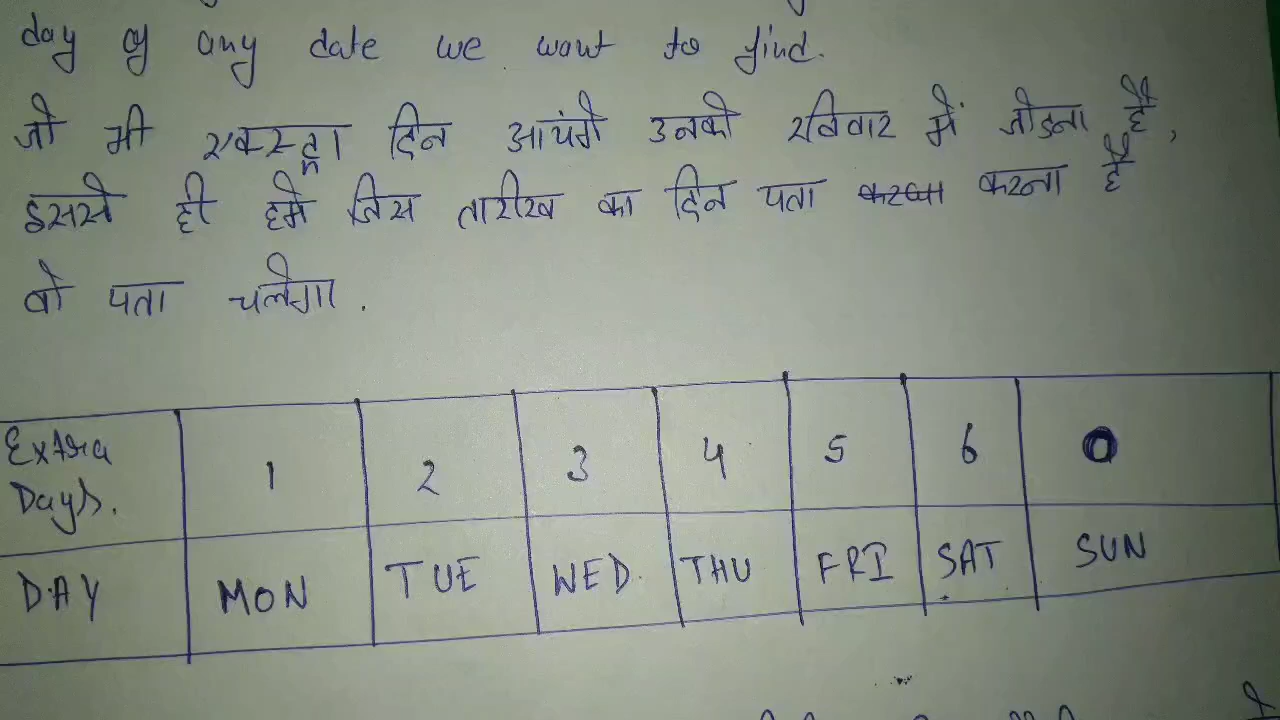 day of any date we want to find.
जो भी एक्स्ट्रा दिन आयंगे उनको रविवार में जोडना है,
इससे ही हमे जिस तारीख का दिन पता करना है
वो पता चलेगा.
Extra Days. 1 2 3 4 5 6 0
DAY MON TUE WED. THU FRI SAT SUN